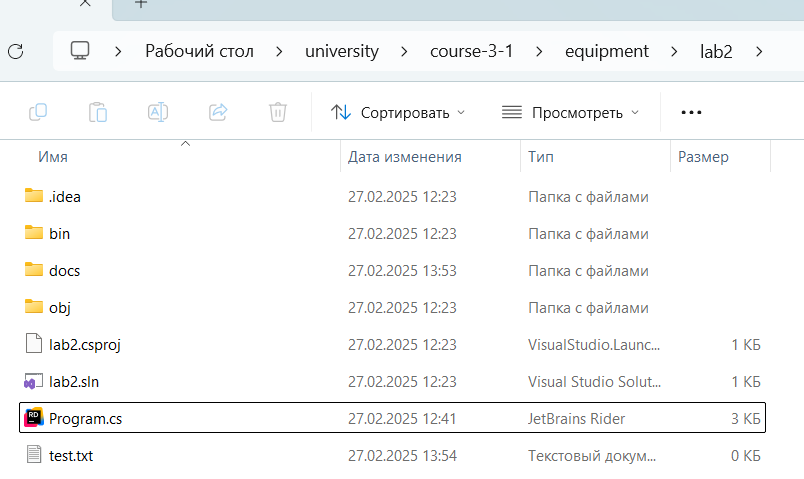 Рабочий стол > university > course-3-1 > equipment > lab2 >
Сортировать Просмотреть
Имя Дата изменения Тип Размер
.idea 27.02.2025 12:23 Папка с файлами
bin 27.02.2025 12:23 Папка с файлами
docs 27.02.2025 13:53 Папка с файлами
obj 27.02.2025 12:23 Папка с файлами
lab2.csproj 27.02.2025 12:23 VisualStudio.Launc... 1 КБ
lab2.sln 27.02.2025 12:23 Visual Studio Solut... 1 КБ
Program.cs 27.02.2025 12:41 JetBrains Rider 3 КБ
test.txt 27.02.2025 13:54 Текстовый докум... 0 КБ